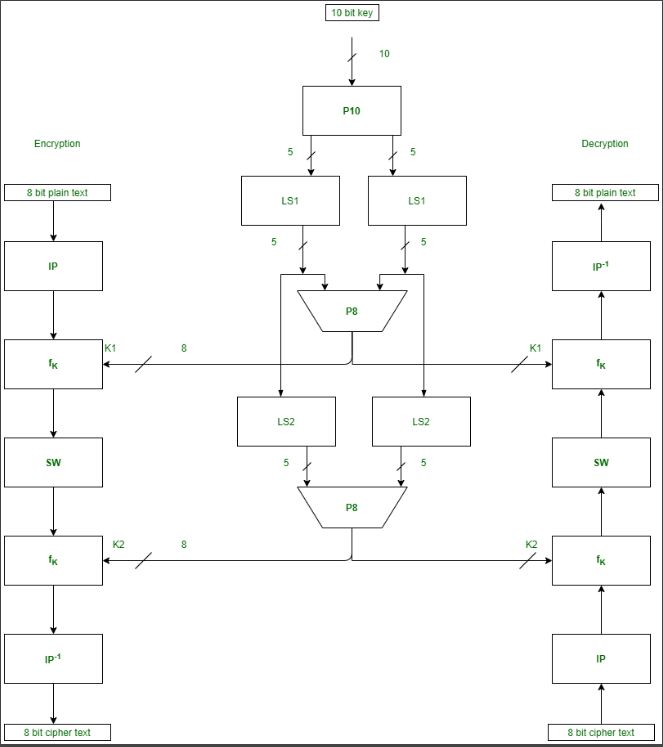 10 bit key
10
P10
Encryption
Decryption
5
5
8 bit plain text
LS1
LS1
8 bit plain text
5
5
IP
IP-1
P8
K1
8
K1
fK
fK
LS2
LS2
SW
5
5
SW
P8
K2
8
K2
fK
fK
IP-1
IP
8 bit cipher text
8 bit cipher text